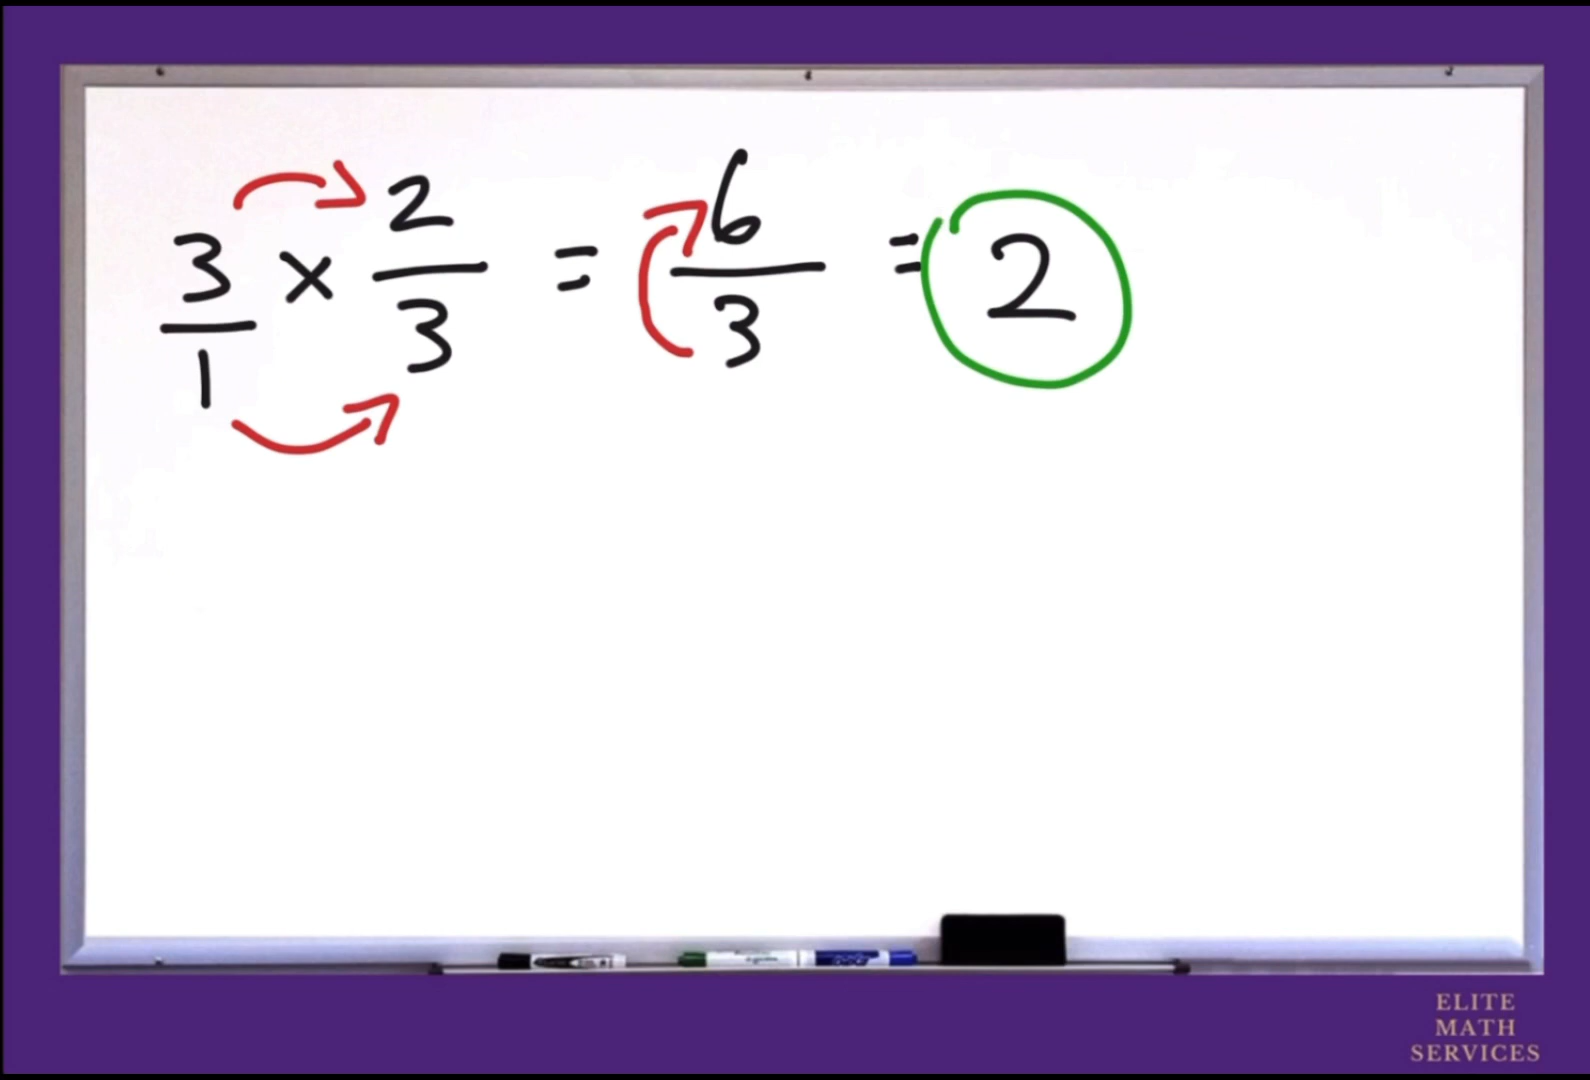 3/1 × 2/3 = 6/3 = 2
ELITE
MATH
SERVICES